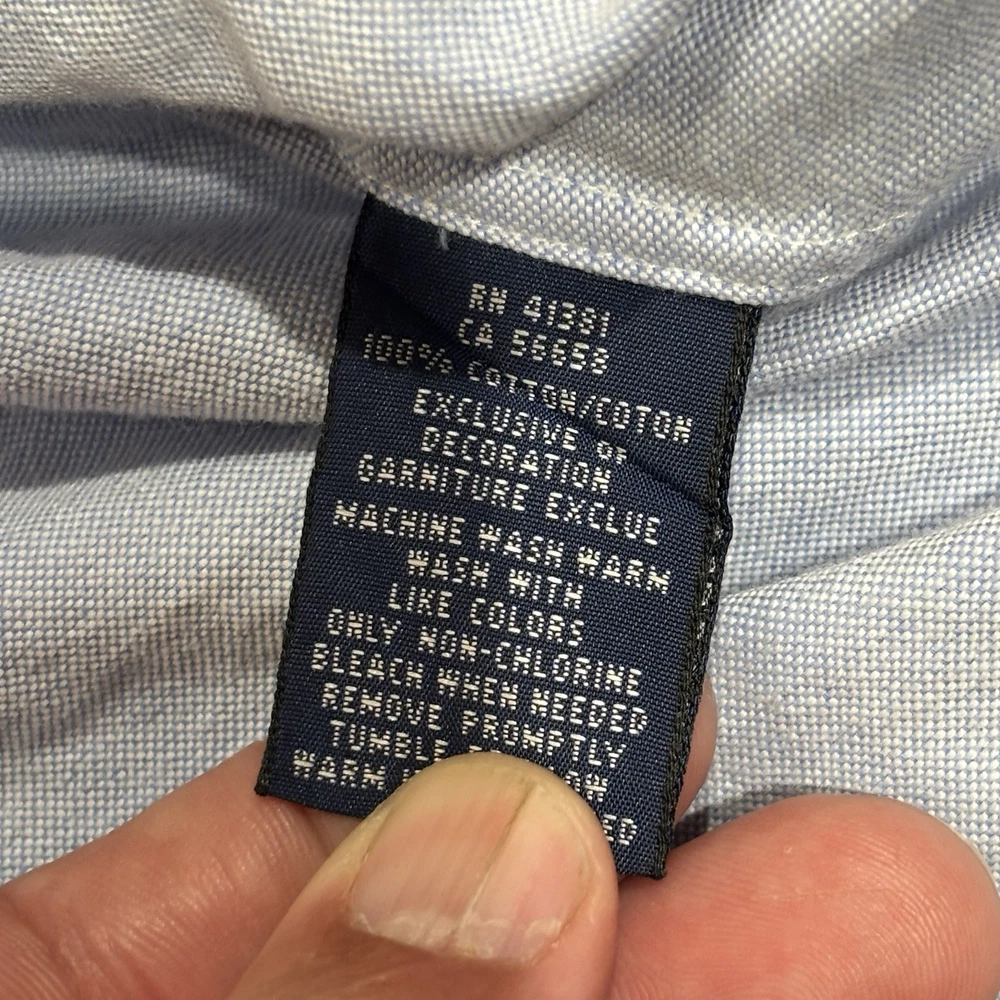 RN 41381
CA 56658
100% COTTON/COTON
EXCLUSIVE OF
DECORATION
GARNITURE EXCLUE
MACHINE WASH WARM
WASH WITH
LIKE COLORS
ONLY NON-CHLORINE
BLEACH WHEN NEEDED
REMOVE PROMPTLY
TUMBLE
WARM